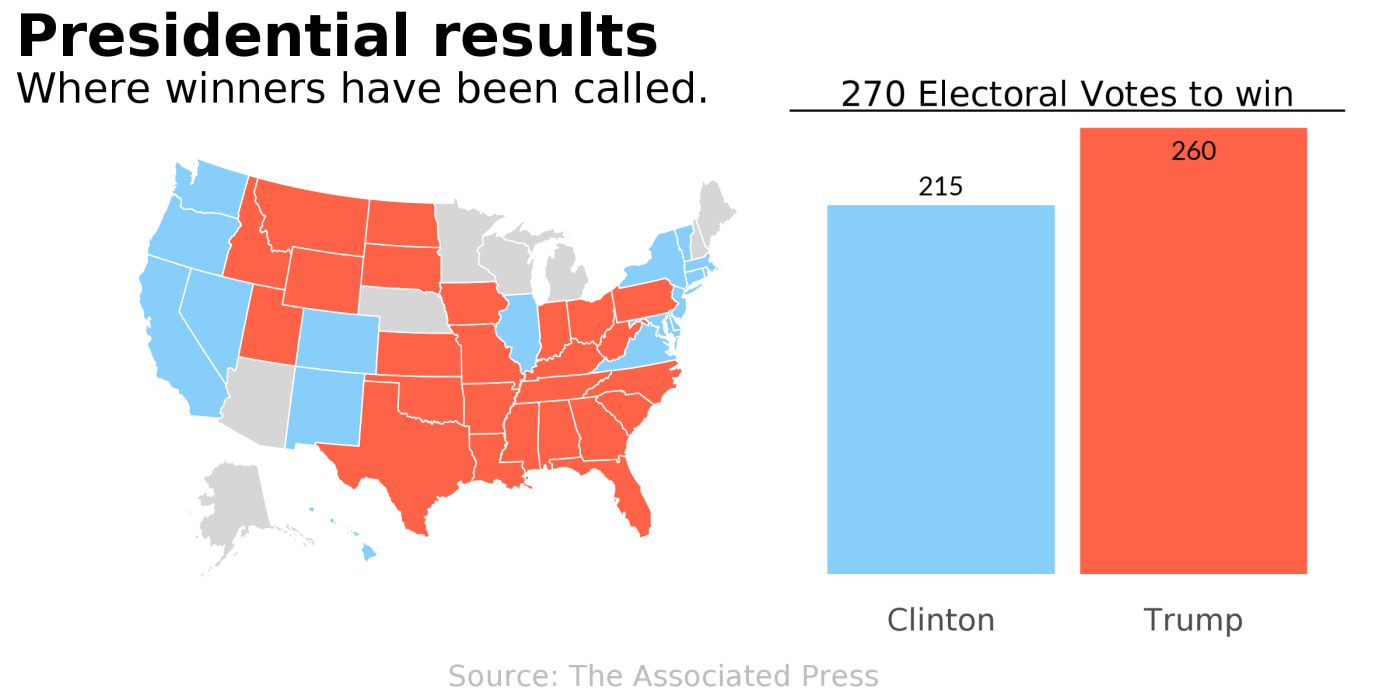 Presidential results
Where winners have been called.
270 Electoral Votes to win
215
260
Clinton
Trump
Source: The Associated Press